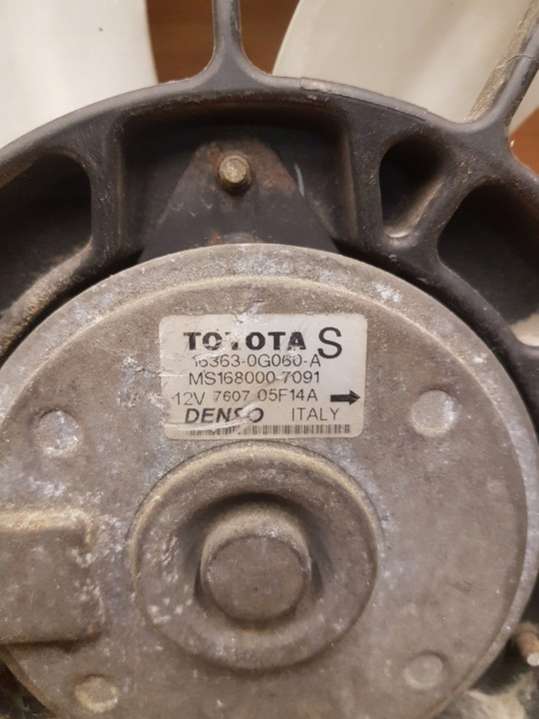 TOYOTA S
16363-0G060-A
MS168000-7091
12V 7607 05F14A
DENSO ITALY